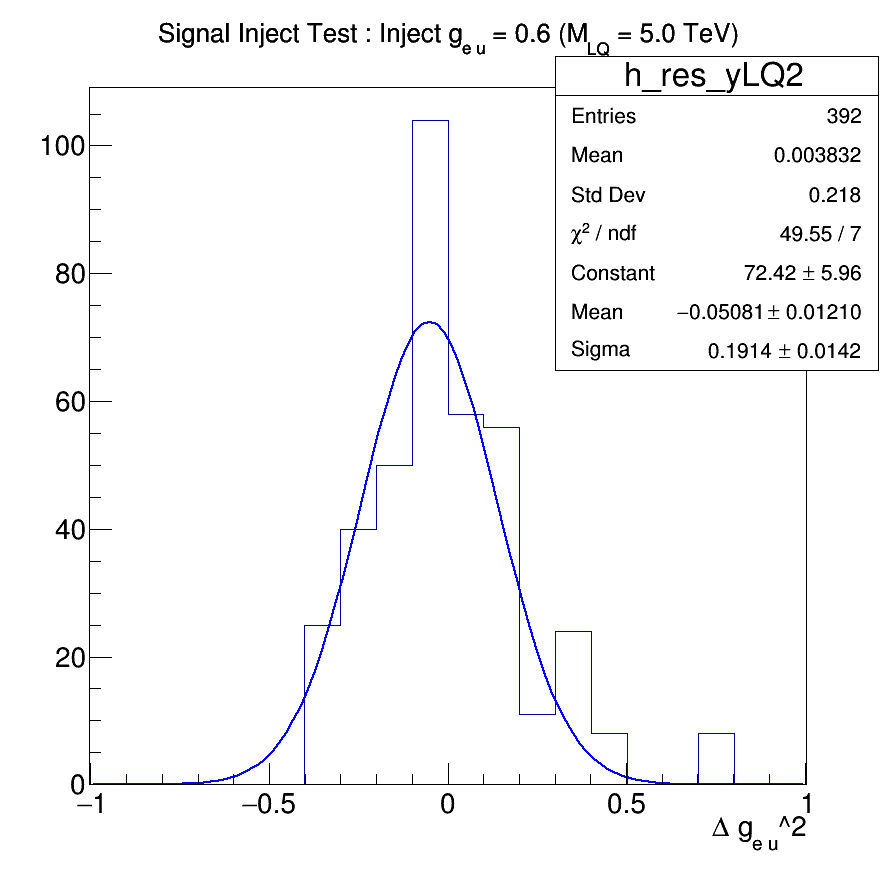 Signal Inject Test : Inject g_e u = 0.6 (M_LQ = 5.0 TeV)
h_res_yLQ2
Entries 392
Mean 0.003832
Std Dev 0.218
χ² / ndf 49.55 / 7
Constant 72.42 ± 5.96
Mean −0.05081 ± 0.01210
Sigma 0.1914 ± 0.0142
100
80
60
40
20
0
−1 −0.5 0 0.5 1
Δ g_e u^2